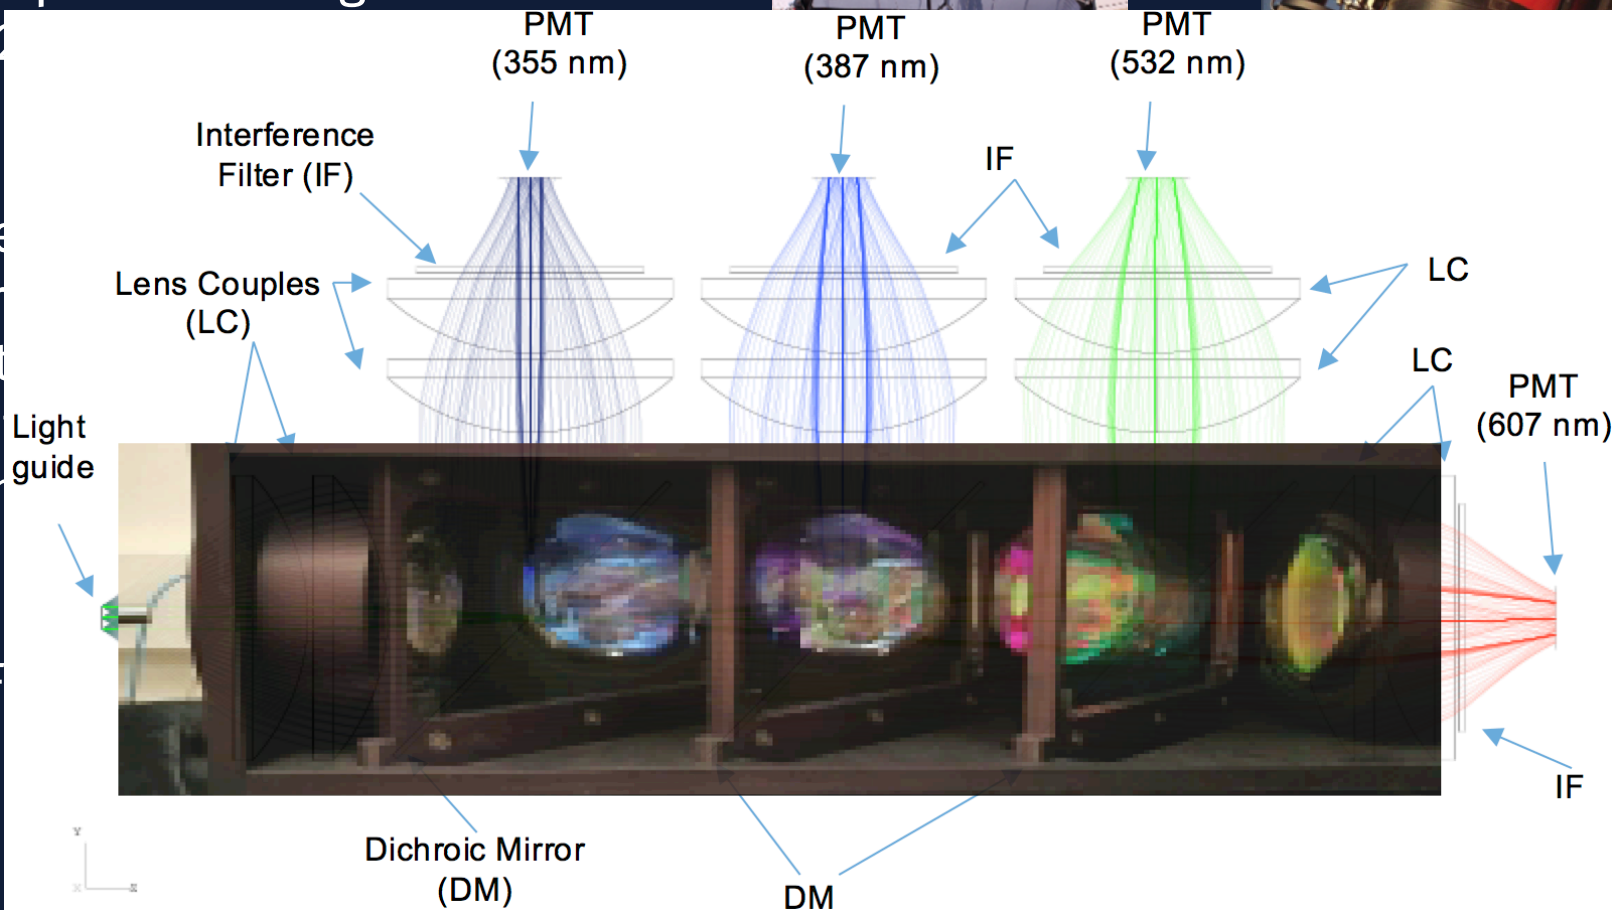 PMT
(355 nm)
PMT
(387 nm)
PMT
(532 nm)
Interference
Filter (IF)
IF
Lens Couples
(LC)
LC
LC
PMT
(607 nm)
Light
guide
IF
Dichroic Mirror
(DM)
DM
Y
X